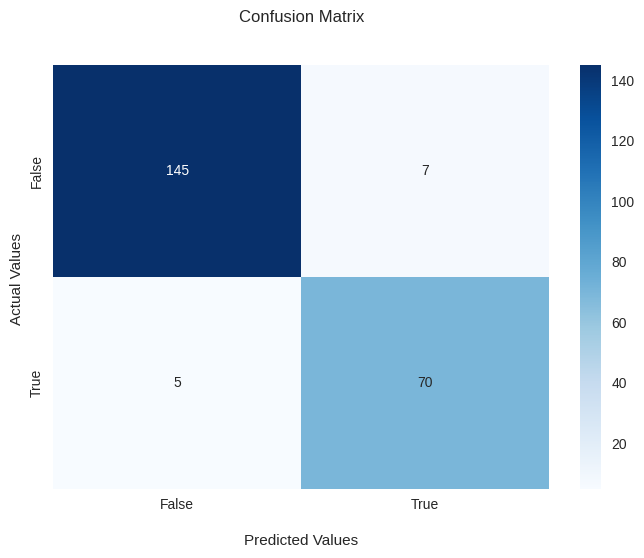 Confusion Matrix
Actual Values
False
True
145
7
5
70
False
True
Predicted Values
140
120
100
80
60
40
20